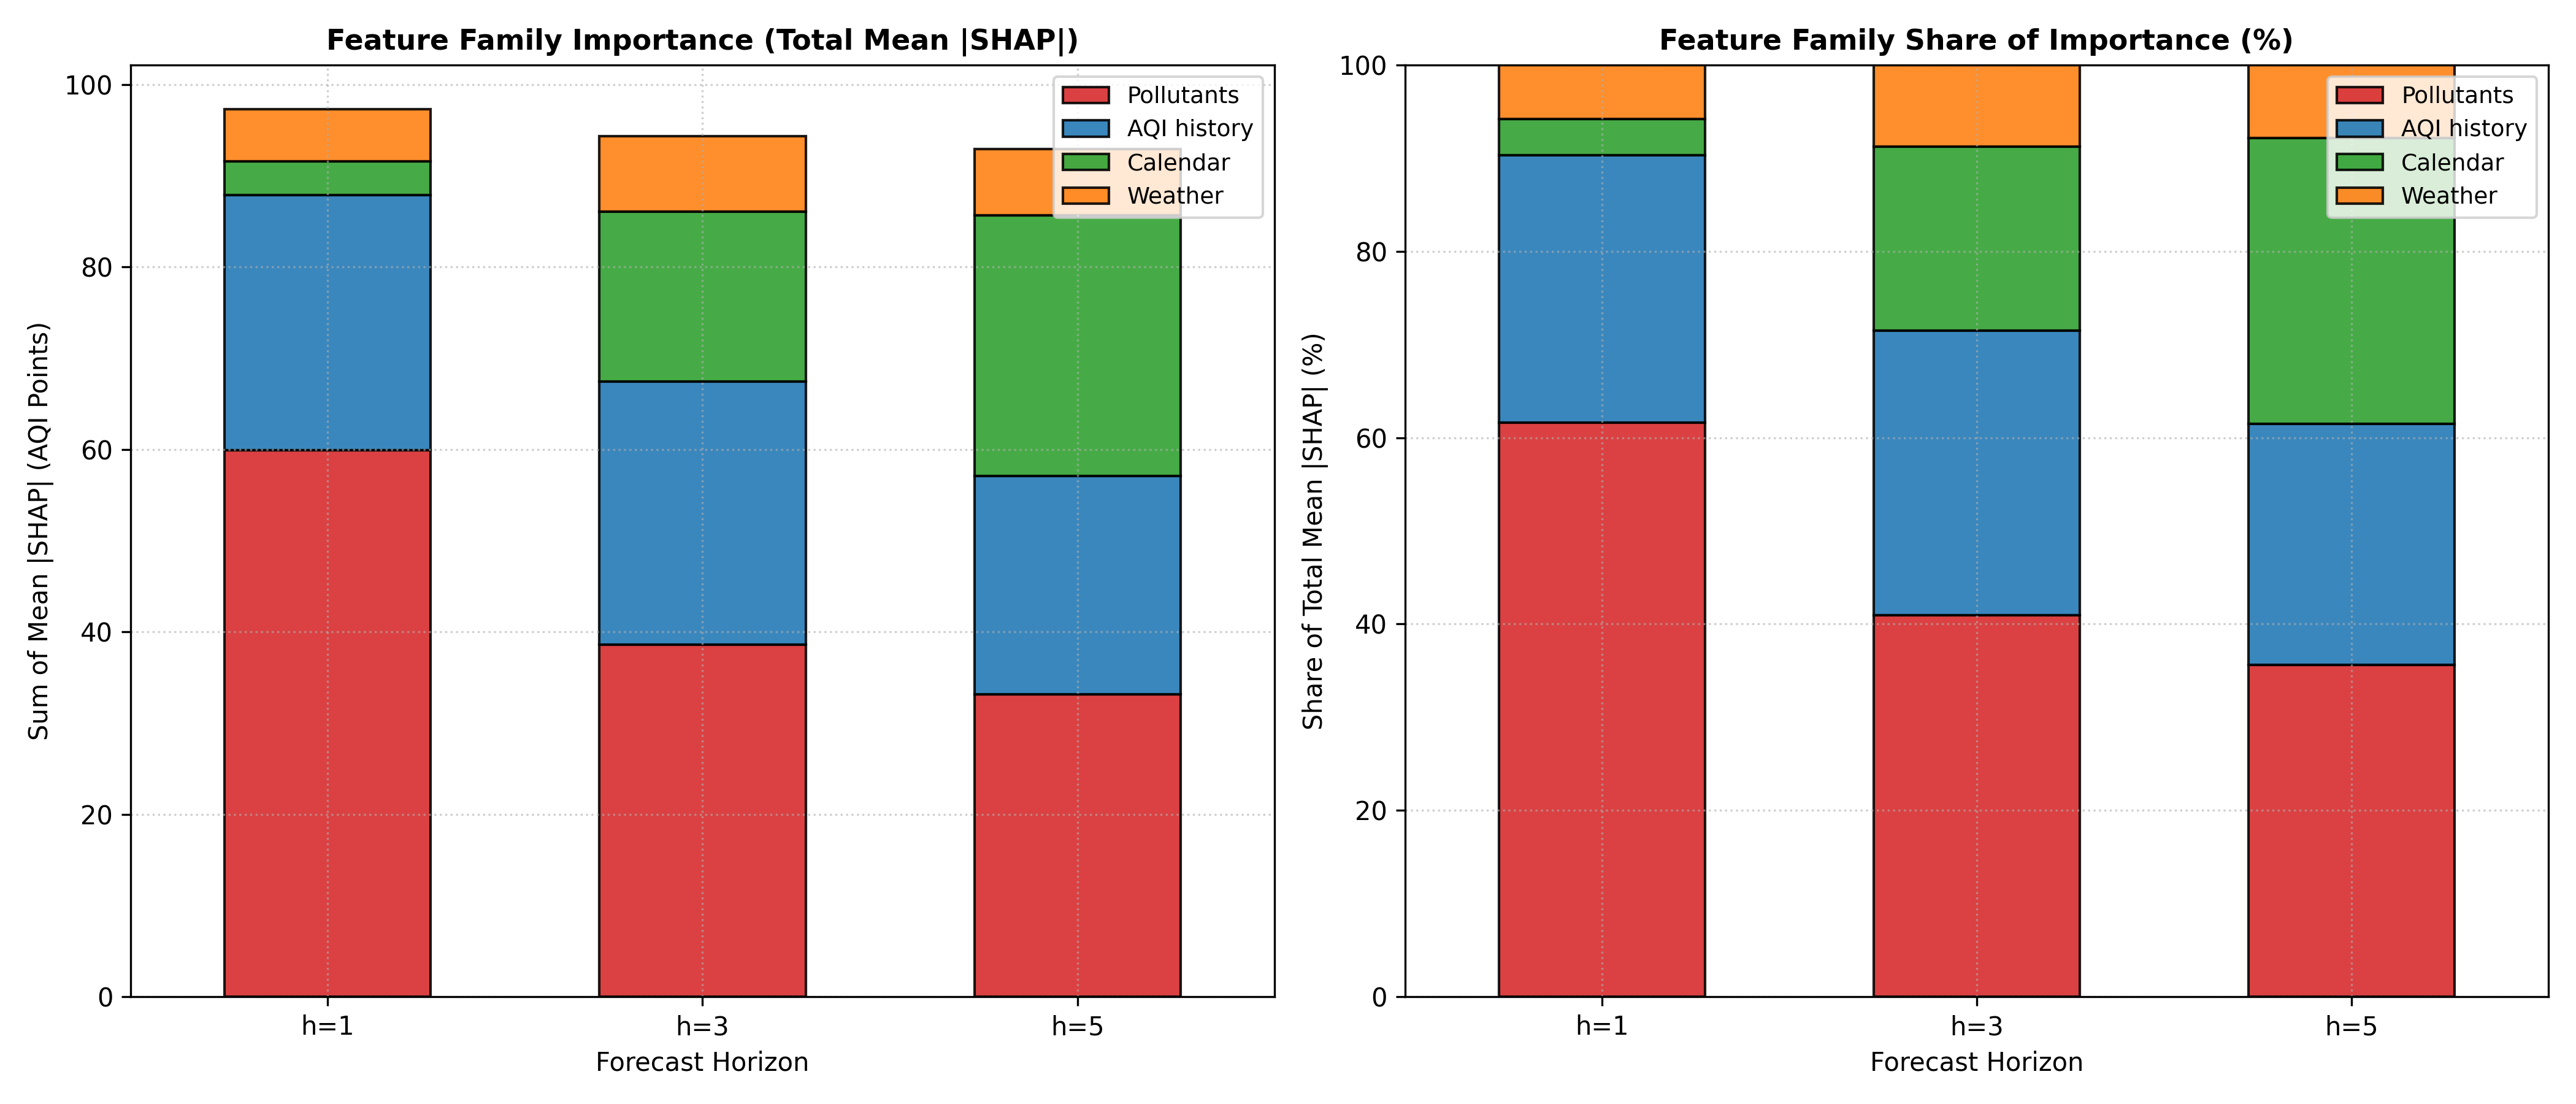 Feature Family Importance (Total Mean |SHAP|)
Sum of Mean |SHAP| (AQI Points)
100
80
60
40
20
0
h=1
h=3
h=5
Forecast Horizon
Pollutants
AQI history
Calendar
Weather
Feature Family Share of Importance (%)
Share of Total Mean |SHAP| (%)
100
80
60
40
20
0
h=1
h=3
h=5
Forecast Horizon
Pollutants
AQI history
Calendar
Weather